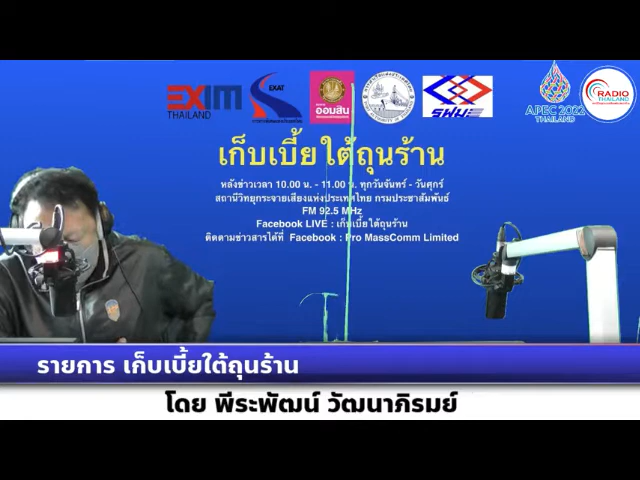 EXIM
THAILAND
EXAT
ออมสิน
รฟม
APEC 2022
THAILAND
RADIO
THAILAND
เก็บเบี้ยใต้ถุนร้าน
หลังข่าวเวลา 10.00 น. - 11.00 น. ทุกวันจันทร์ - วันศุกร์
สถานีวิทยุกระจายเสียงแห่งประเทศไทย กรมประชาสัมพันธ์
FM 92.5 MHz
Facebook LIVE : เก็บเบี้ยใต้ถุนร้าน
ติดตามข่าวสารได้ที่ Facebook : Pro MassComm Limited
รายการ เก็บเบี้ยใต้ถุนร้าน
โดย พีระพัฒน์ วัฒนาภิรมย์